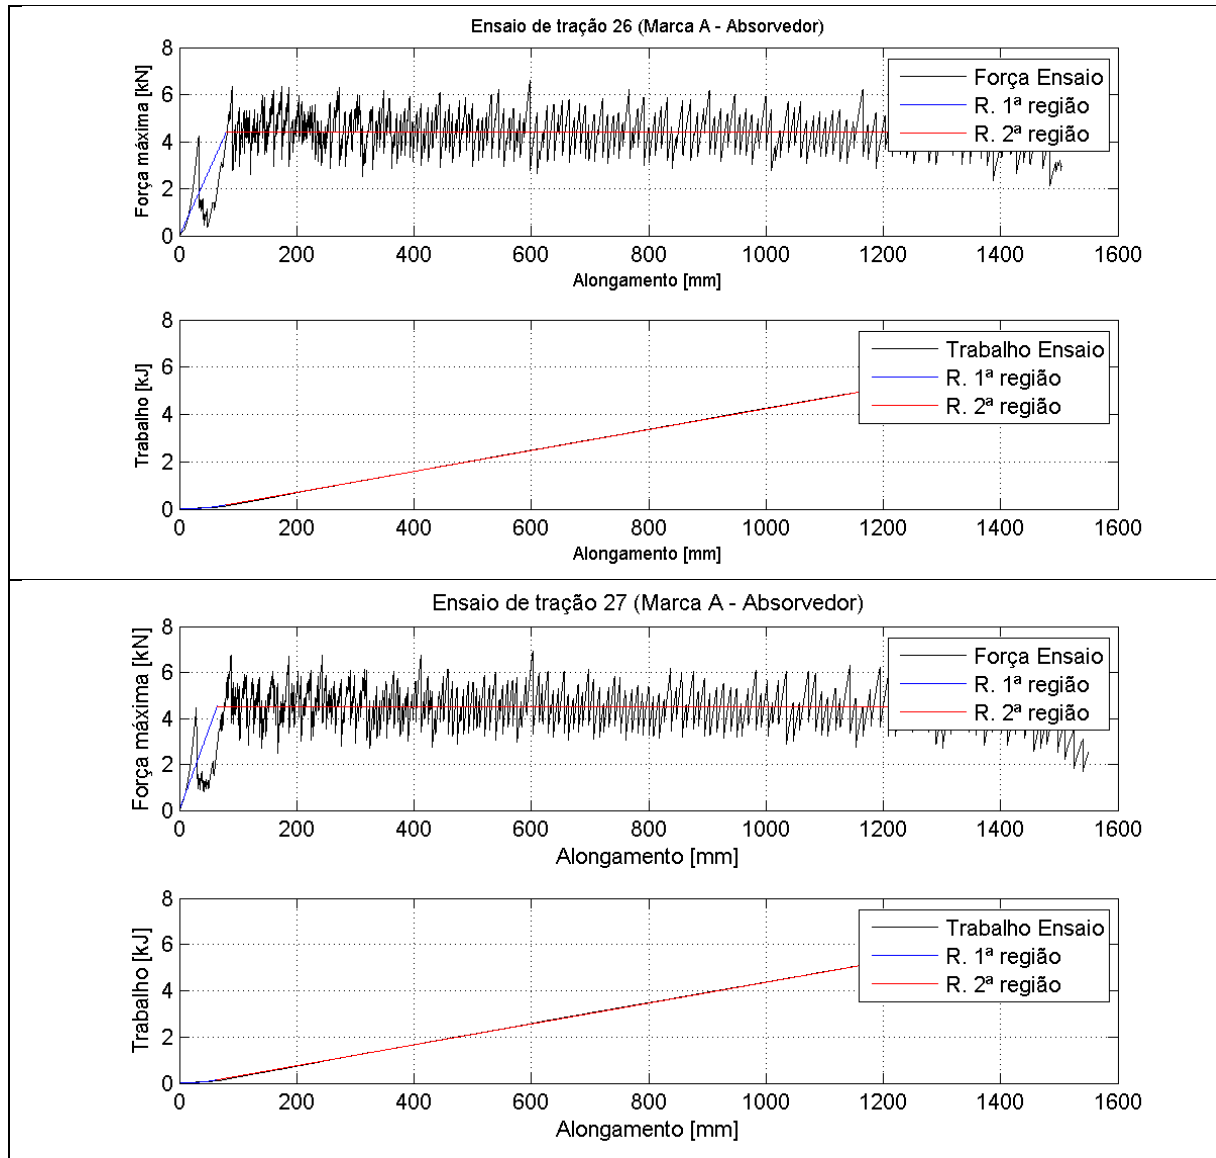 Ensaio de tração 26 (Marca A - Absorvedor)
8
6
4
2
0
Força máxima [kN]
Força Ensaio
R. 1ª região
R. 2ª região
0 200 400 600 800 1000 1200 1400 1600
Alongamento [mm]
8
6
4
2
0
Trabalho [kJ]
Trabalho Ensaio
R. 1ª região
R. 2ª região
0 200 400 600 800 1000 1200 1400 1600
Alongamento [mm]
Ensaio de tração 27 (Marca A - Absorvedor)
8
6
4
2
0
Força máxima [kN]
Força Ensaio
R. 1ª região
R. 2ª região
0 200 400 600 800 1000 1200 1400 1600
Alongamento [mm]
8
6
4
2
0
Trabalho [kJ]
Trabalho Ensaio
R. 1ª região
R. 2ª região
0 200 400 600 800 1000 1200 1400 1600
Alongamento [mm]